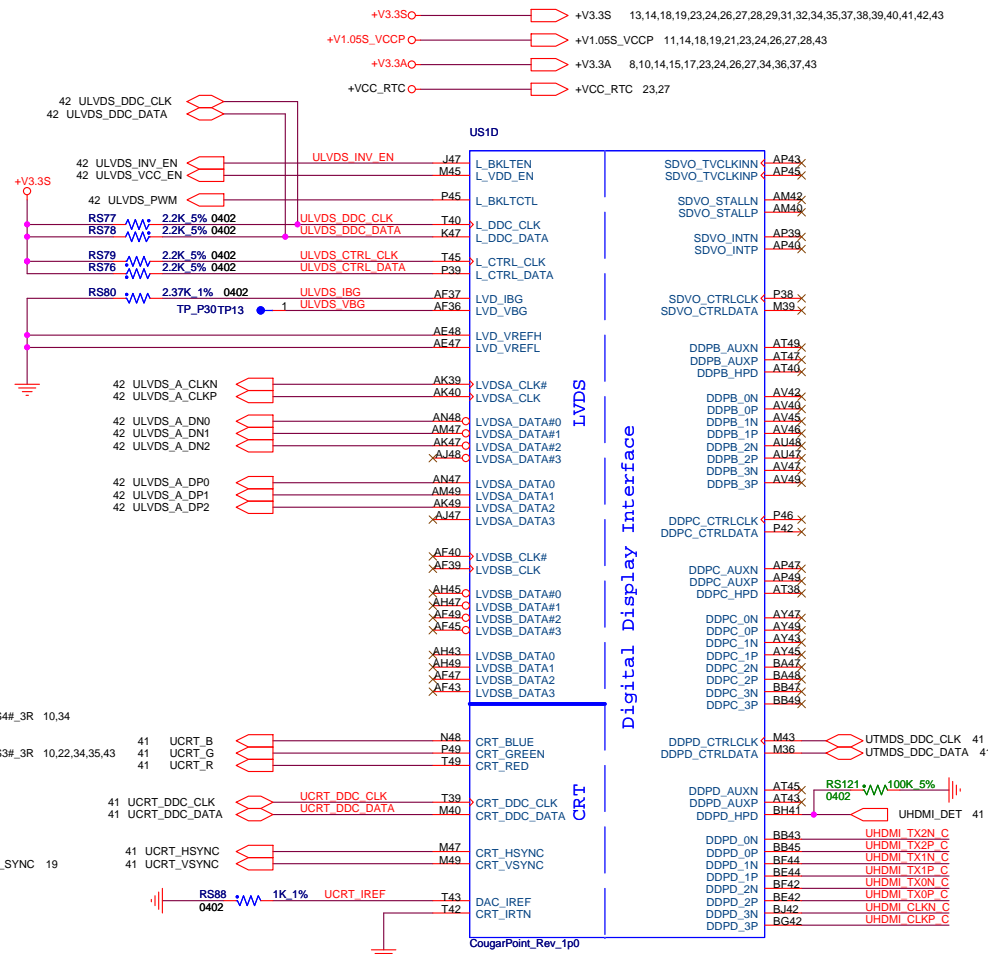 +V3.3S +V3.3S 13,14,18,19,23,24,26,27,28,29,31,32,34,35,37,38,39,40,41,42,43
+V1.05S_VCCP +V1.05S_VCCP 11,14,18,19,21,23,24,26,27,28,43
+V3.3A +V3.3A 8,10,14,15,17,23,24,26,27,34,36,37,43
+VCC_RTC +VCC_RTC 23,27
42 ULVDS_DDC_CLK
42 ULVDS_DDC_DATA
US1D
42 ULVDS_INV_EN ULVDS_INV_EN J47 L_BKLTEN SDVO_TVCLKINN AP43
42 ULVDS_VCC_EN M45 L_VDD_EN SDVO_TVCLKINP AP45
+V3.3S
42 ULVDS_PWM P45 L_BKLTCTL SDVO_STALLN AM42
SDVO_STALLP AM40
RS77 2.2K_5% 0402 ULVDS_DDC_CLK T40 L_DDC_CLK
RS78 2.2K_5% 0402 ULVDS_DDC_DATA K47 L_DDC_DATA SDVO_INTN AP39
SDVO_INTP AP40
RS79 2.2K_5% 0402 ULVDS_CTRL_CLK T45 L_CTRL_CLK
RS76 2.2K_5% 0402 ULVDS_CTRL_DATA P39 L_CTRL_DATA
RS80 2.37K_1% 0402 ULVDS_IBG AF37 LVD_IBG SDVO_CTRLCLK P38
TP_P30 TP13 1 ULVDS_VBG AF36 LVD_VBG SDVO_CTRLDATA M39
AE48 LVD_VREFH
AE47 LVD_VREFL DDPB_AUXN AT49
DDPB_AUXP AT47
DDPB_HPD AT40
42 ULVDS_A_CLKN AK39 LVDSA_CLK#
42 ULVDS_A_CLKP AK40 LVDSA_CLK DDPB_0N AV42
DDPB_0P AV40
42 ULVDS_A_DN0 AN48 LVDSA_DATA#0 DDPB_1N AV45
42 ULVDS_A_DN1 AM47 LVDSA_DATA#1 DDPB_1P AV46
42 ULVDS_A_DN2 AK47 LVDSA_DATA#2 DDPB_2N AU48
AJ48 LVDSA_DATA#3 DDPB_2P AU47
DDPB_3N AV47
42 ULVDS_A_DP0 AN47 LVDSA_DATA0 DDPB_3P AV49
42 ULVDS_A_DP1 AM49 LVDSA_DATA1
42 ULVDS_A_DP2 AK49 LVDSA_DATA2
AJ47 LVDSA_DATA3 DDPC_CTRLCLK P46
DDPC_CTRLDATA P42
LVDS
Digital Display Interface
AF40 LVDSB_CLK#
AF39 LVDSB_CLK DDPC_AUXN AP47
DDPC_AUXP AP49
DDPC_HPD AT38
AH45 LVDSB_DATA#0
AH47 LVDSB_DATA#1
AF49 LVDSB_DATA#2 DDPC_0N AY47
AF45 LVDSB_DATA#3 DDPC_0P AY49
DDPC_1N AY43
AH43 LVDSB_DATA0 DDPC_1P AY45
AH49 LVDSB_DATA1 DDPC_2N BA47
AF47 LVDSB_DATA2 DDPC_2P BA48
AF43 LVDSB_DATA3 DDPC_3N BB47
DDPC_3P BB49
S4#_3R 10,34
41 UCRT_B N48 CRT_BLUE DDPD_CTRLCLK M43 UTMDS_DDC_CLK 41
S3#_3R 10,22,34,35,43 41 UCRT_G P49 CRT_GREEN DDPD_CTRLDATA M36 UTMDS_DDC_DATA 41
41 UCRT_R T49 CRT_RED
CRT
DDPD_AUXN AT45 RS121 100K_5%
41 UCRT_DDC_CLK UCRT_DDC_CLK T39 CRT_DDC_CLK DDPD_AUXP AT43 0402
41 UCRT_DDC_DATA UCRT_DDC_DATA M40 CRT_DDC_DATA DDPD_HPD BH41 UHDMI_DET 41
DDPD_0N BB43 UHDMI_TX2N_C
41 UCRT_HSYNC M47 CRT_HSYNC DDPD_0P BB45 UHDMI_TX2P_C
_SYNC 19 41 UCRT_VSYNC M49 CRT_VSYNC DDPD_1N BF44 UHDMI_TX1N_C
DDPD_1P BE44 UHDMI_TX1P_C
DDPD_2N BF42 UHDMI_TX0N_C
RS88 1K_1% UCRT_IREF T43 DAC_IREF DDPD_2P BE42 UHDMI_TX0P_C
0402 T42 CRT_IRTN DDPD_3N BJ42 UHDMI_CLKN_C
DDPD_3P BG42 UHDMI_CLKP_C
CougarPoint_Rev_1p0